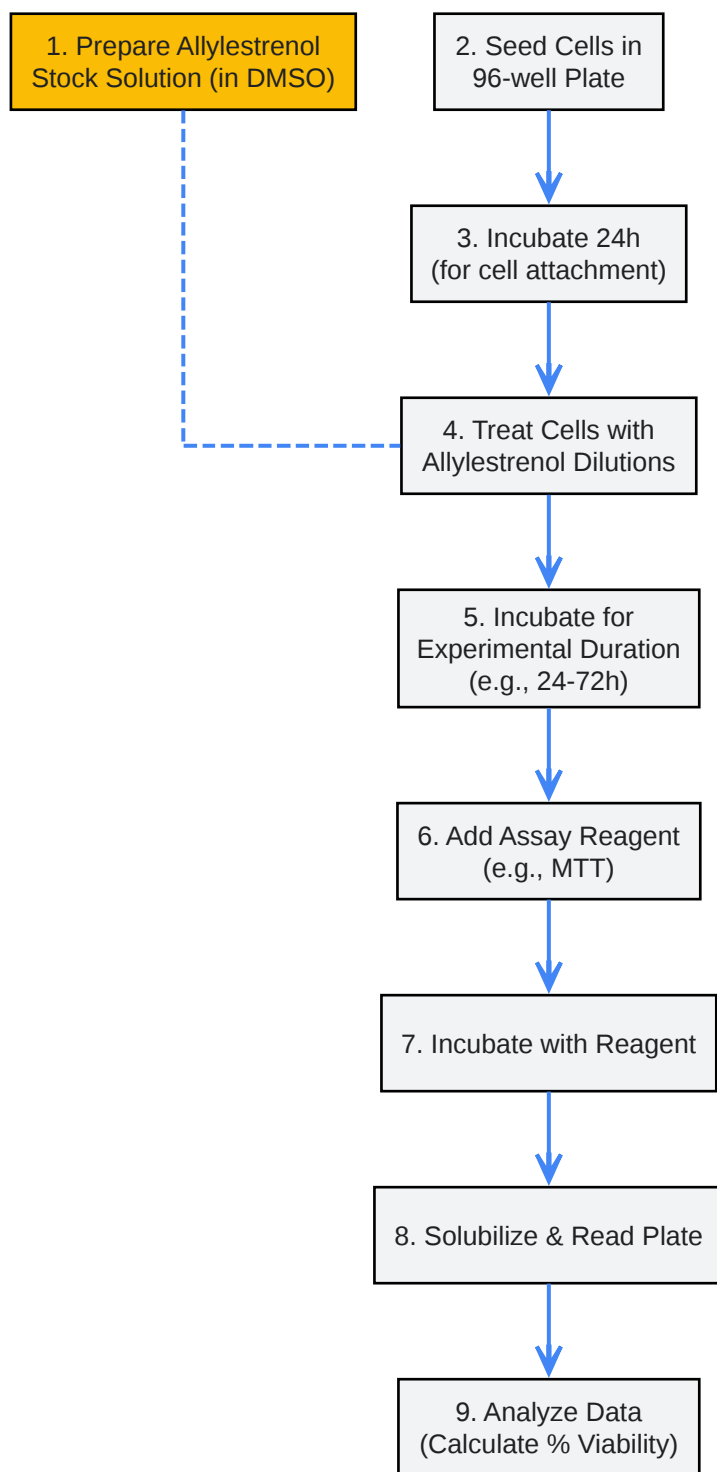 1. Prepare Allylestrenol
Stock Solution (in DMSO)
2. Seed Cells in
96-well Plate
3. Incubate 24h
(for cell attachment)
4. Treat Cells with
Allylestrenol Dilutions
5. Incubate for
Experimental Duration
(e.g., 24-72h)
6. Add Assay Reagent
(e.g., MTT)
7. Incubate with Reagent
8. Solubilize & Read Plate
9. Analyze Data
(Calculate % Viability)